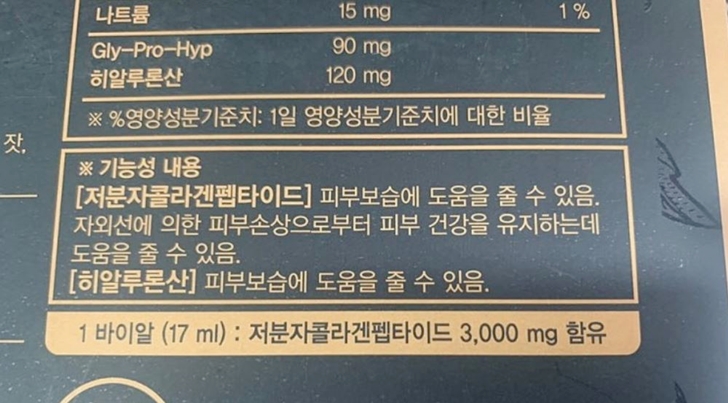 나트륨 15 mg 1 %
Gly-Pro-Hyp 90 mg
히알루론산 120 mg
※ %영양성분기준치: 1일 영양성분기준치에 대한 비율
잣,
※ 기능성 내용
[저분자콜라겐펩타이드] 피부보습에 도움을 줄 수 있음.
자외선에 의한 피부손상으로부터 피부 건강을 유지하는데
도움을 줄 수 있음.
[히알루론산] 피부보습에 도움을 줄 수 있음.
1 바이알 (17 ml) : 저분자콜라겐펩타이드 3,000 mg 함유